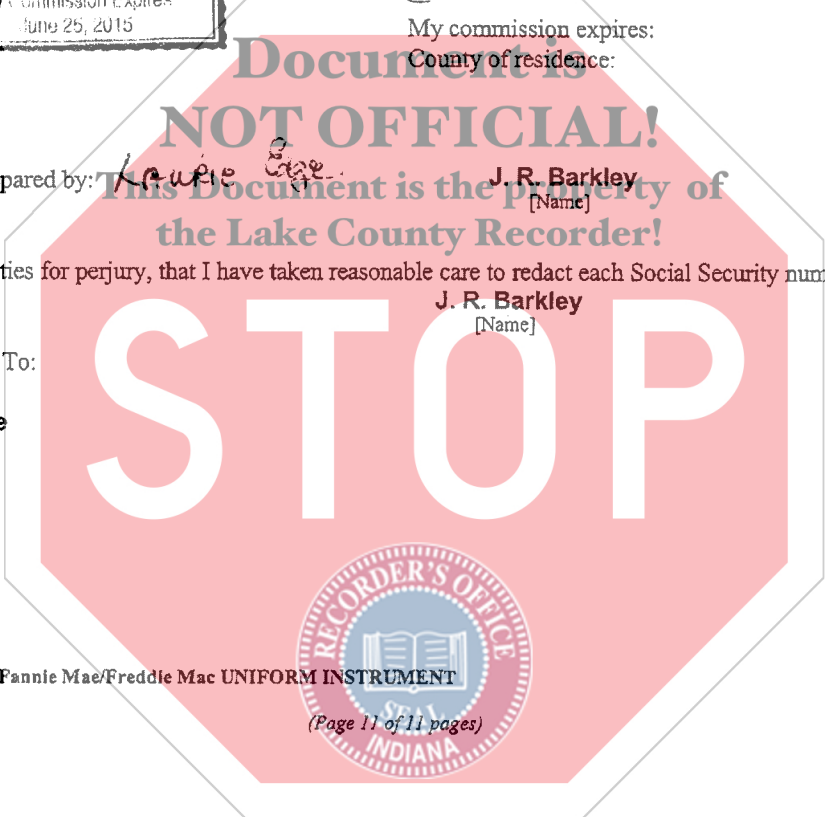 Commission Expires
June 25, 2015
My commission expires:
County of residence:
Document is
NOT OFFICIAL!
This Document is the property of
the Lake County Recorder!
pared by: Laurie
J. R. Barkley
[Name]
ties for perjury, that I have taken reasonable care to redact each Social Security num
J. R. Barkley
[Name]
To:
e
STOP
RECORDER'S OFFICE
SEAL
INDIANA
Fannie Mae/Freddie Mac UNIFORM INSTRUMENT
(Page 11 of 11 pages)